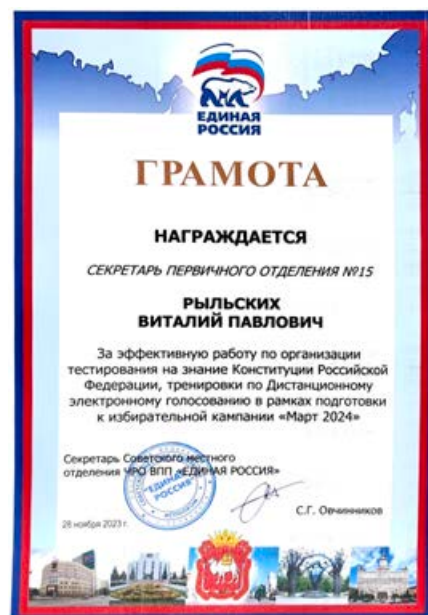 ЕДИНАЯ
РОССИЯ
ГРАМОТА
НАГРАЖДАЕТСЯ
СЕКРЕТАРЬ ПЕРВИЧНОГО ОТДЕЛЕНИЯ №15
РЫЛЬСКИХ
ВИТАЛИЙ ПАВЛОВИЧ
За эффективную работу по организации
тестирования на знание Конституции Российской
Федерации, тренировки по Дистанционному
электронному голосованию в рамках подготовки
к избирательной кампании «Март 2024»
Секретарь Советского местного
отделения ЧРО ВПП «ЕДИНАЯ РОССИЯ»
"ЕДИНАЯ
РОССИЯ"
С.Г. Овчинников
28 ноября 2023 г.